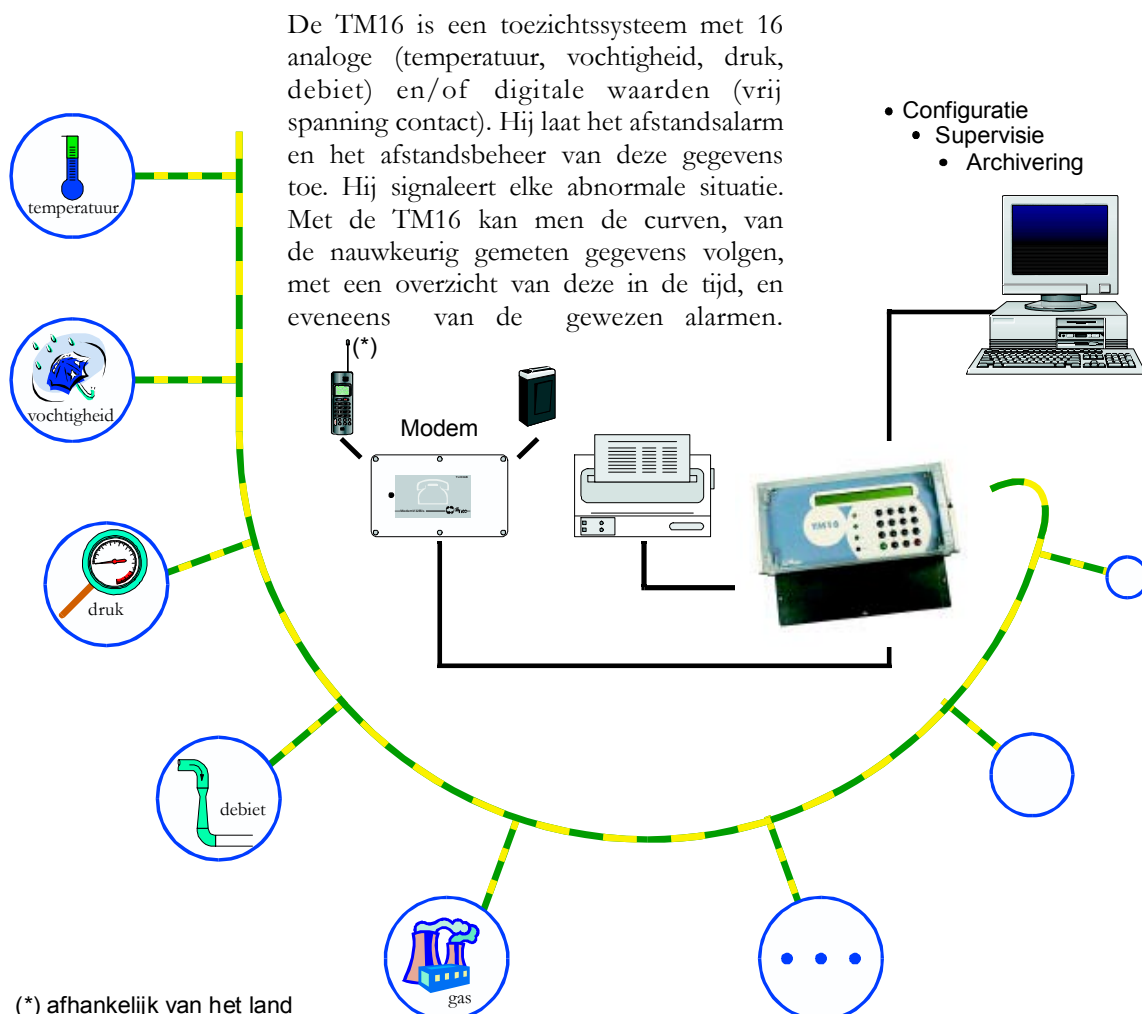 De TM16 is een toezichtssysteem met 16
analoge (temperatuur, vochtigheid, druk,
debiet) en/of digitale waarden (vrij
spanning contact). Hij laat het afstandsalarm
en het afstandsbeheer van deze gegevens
toe. Hij signaleert elke abnormale situatie.
Met de TM16 kan men de curven, van
de nauwkeurig gemeten gegevens volgen,
met een overzicht van deze in de tijd, en
eveneens van de gewezen alarmen.
• Configuratie
• Supervisie
• Archivering
temperatuur
(*)
vochtigheid
Modem
TM16
druk
debiet
gas
(*) afhankelijk van het land